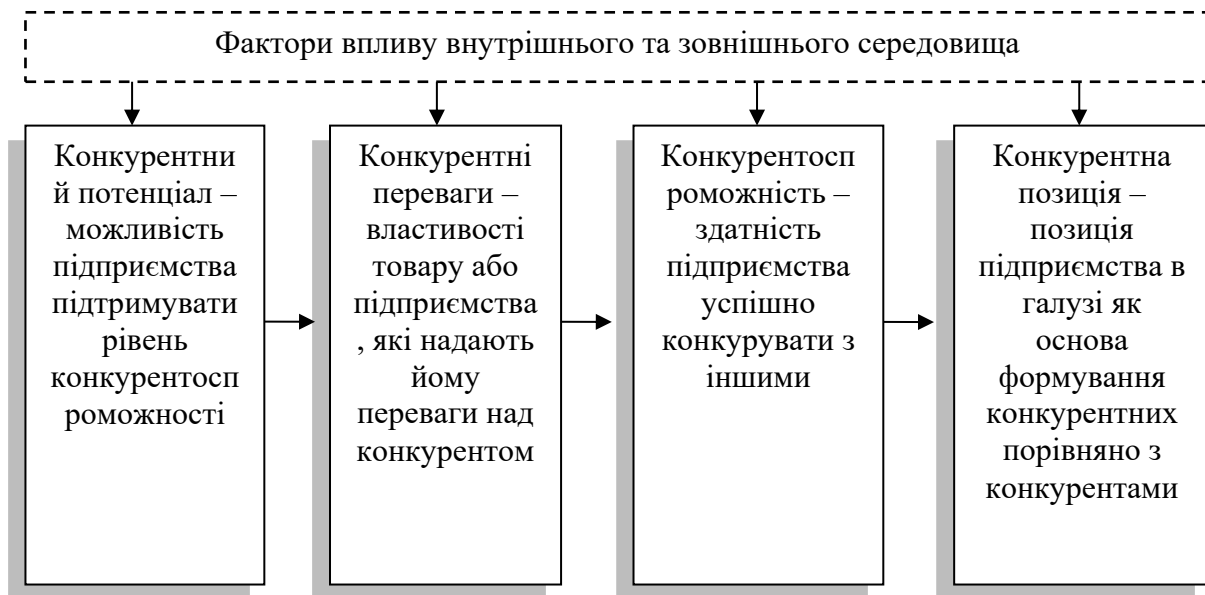 Фактори впливу внутрішнього та зовнішнього середовища
Конкурентни
й потенціал –
можливість
підприємства
підтримувати
рівень
конкурентосп
роможності
Конкурентні
переваги –
властивості
товару або
підприємства
, які надають
йому
переваги над
конкурентом
Конкурентосп
роможність –
здатність
підприємства
успішно
конкурувати з
іншими
Конкурентна
позиція –
позиція
підприємства в
галузі як
основа
формування
конкурентних
порівняно з
конкурентами